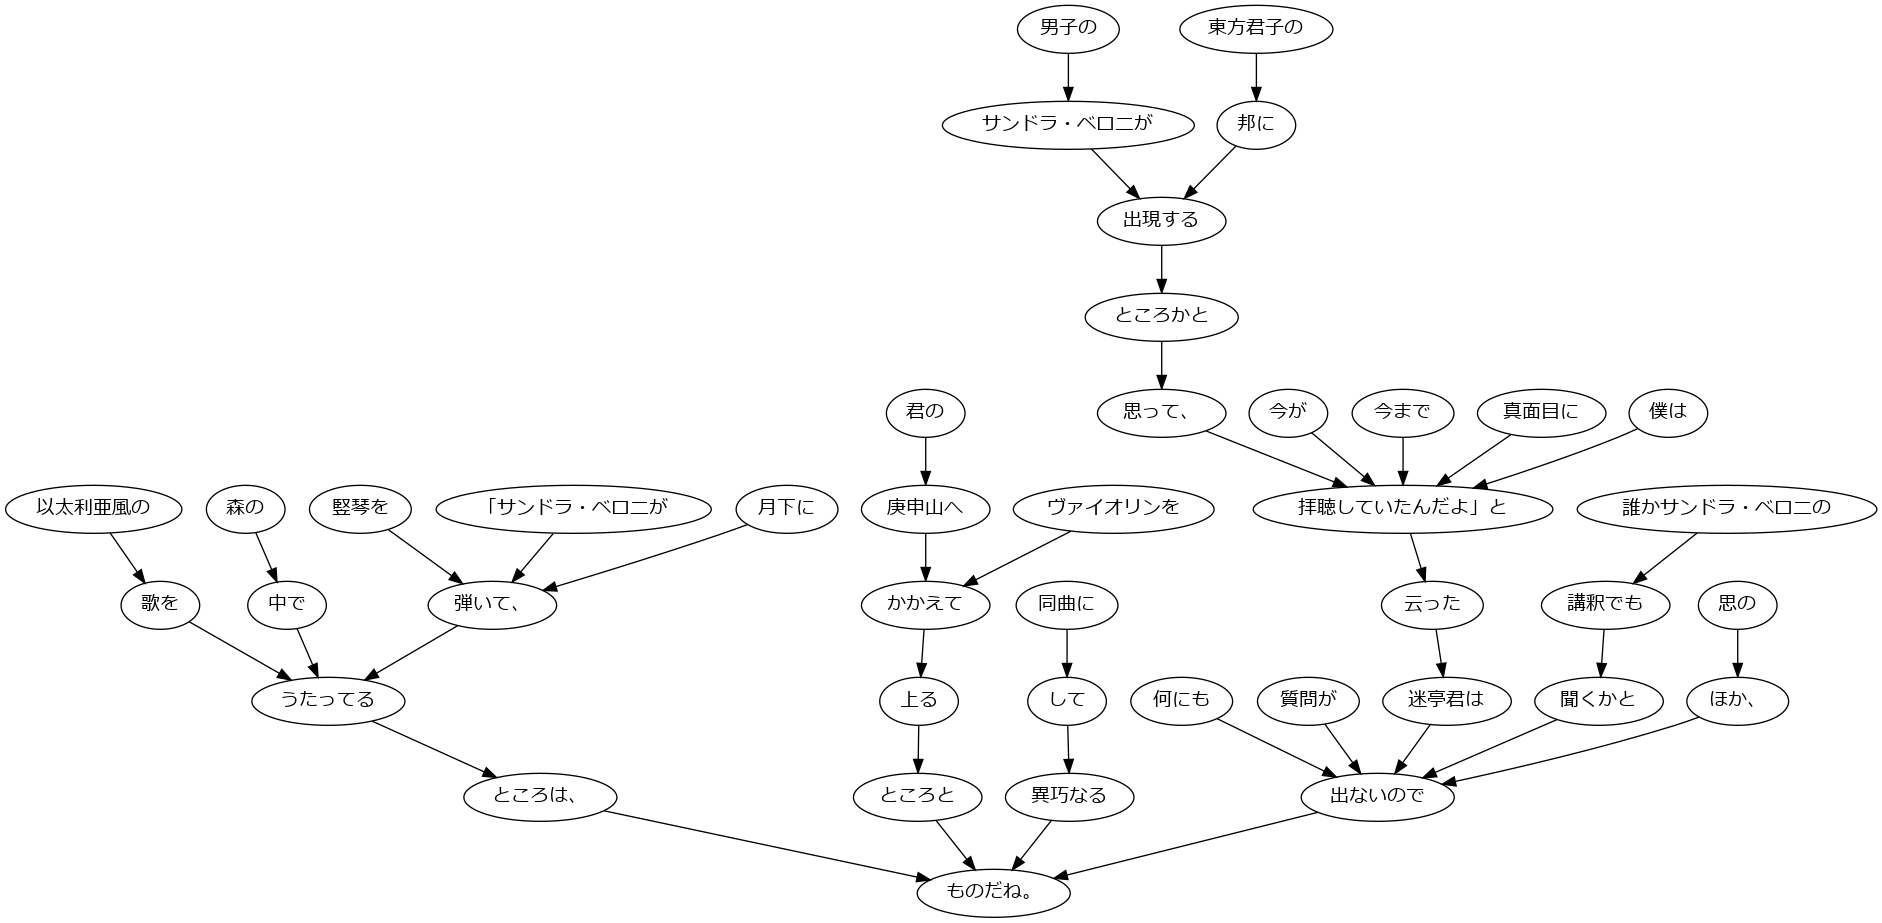 男子の
東方君子の
サンドラ・ベロニが
邦に
出現する
ところかと
君の
思って、
今が
今まで
真面目に
僕は
以太利亜風の
森の
竪琴を
「サンドラ・ベロニが
月下に
庚申山へ
ヴァイオリンを
拝聴していたんだよ」と
誰かサンドラ・ベロニの
歌を
中で
弾いて、
かかえて
同曲に
云った
講釈でも
思の
うたってる
上る
して
何にも
質問が
迷亭君は
聞くかと
ほか、
ところは、
ところと
異巧なる
出ないので
ものだね。